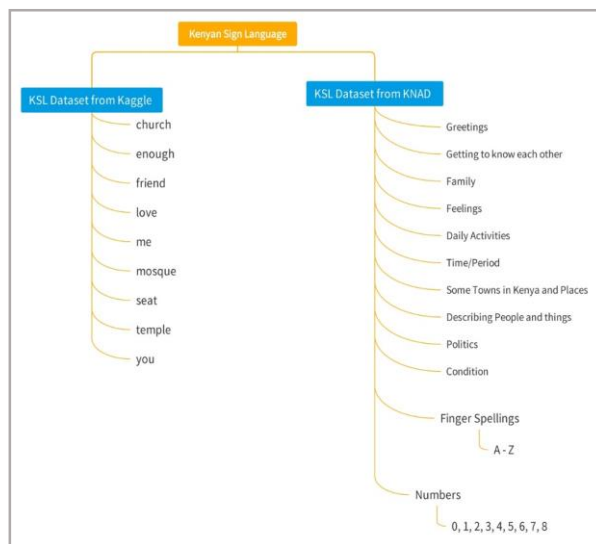 Kenyan Sign Language
KSL Dataset from Kaggle
church
enough
friend
love
me
mosque
seat
temple
you
KSL Dataset from KNAD
Greetings
Getting to know each other
Family
Feelings
Daily Activities
Time/Period
Some Towns in Kenya and Places
Describing People and things
Politics
Condition
Finger Spellings
A - Z
Numbers
0, 1, 2, 3, 4, 5, 6, 7, 8